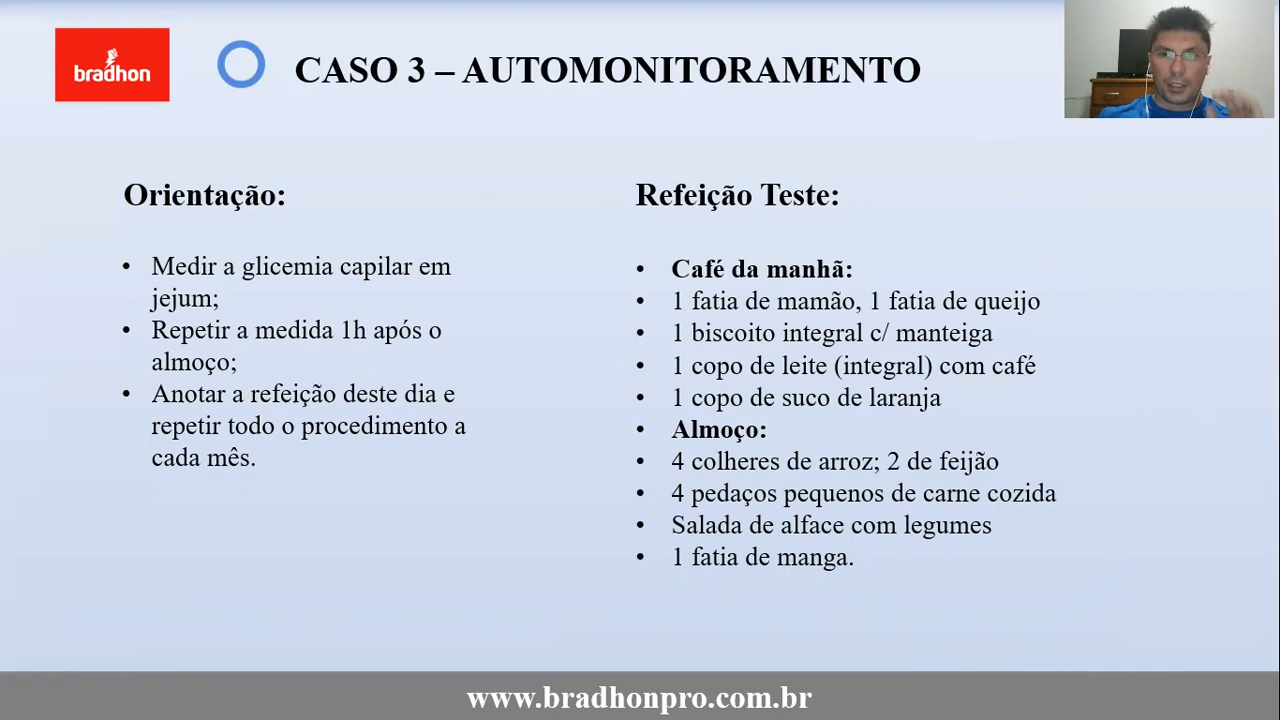 bradhon
CASO 3 – AUTOMONITORAMENTO
Orientação:
• Medir a glicemia capilar em
jejum;
• Repetir a medida 1h após o
almoço;
• Anotar a refeição deste dia e
repetir todo o procedimento a
cada mês.
Refeição Teste:
• Café da manhã:
• 1 fatia de mamão, 1 fatia de queijo
• 1 biscoito integral c/ manteiga
• 1 copo de leite (integral) com café
• 1 copo de suco de laranja
• Almoço:
• 4 colheres de arroz; 2 de feijão
• 4 pedaços pequenos de carne cozida
• Salada de alface com legumes
• 1 fatia de manga.
www.bradhonpro.com.br